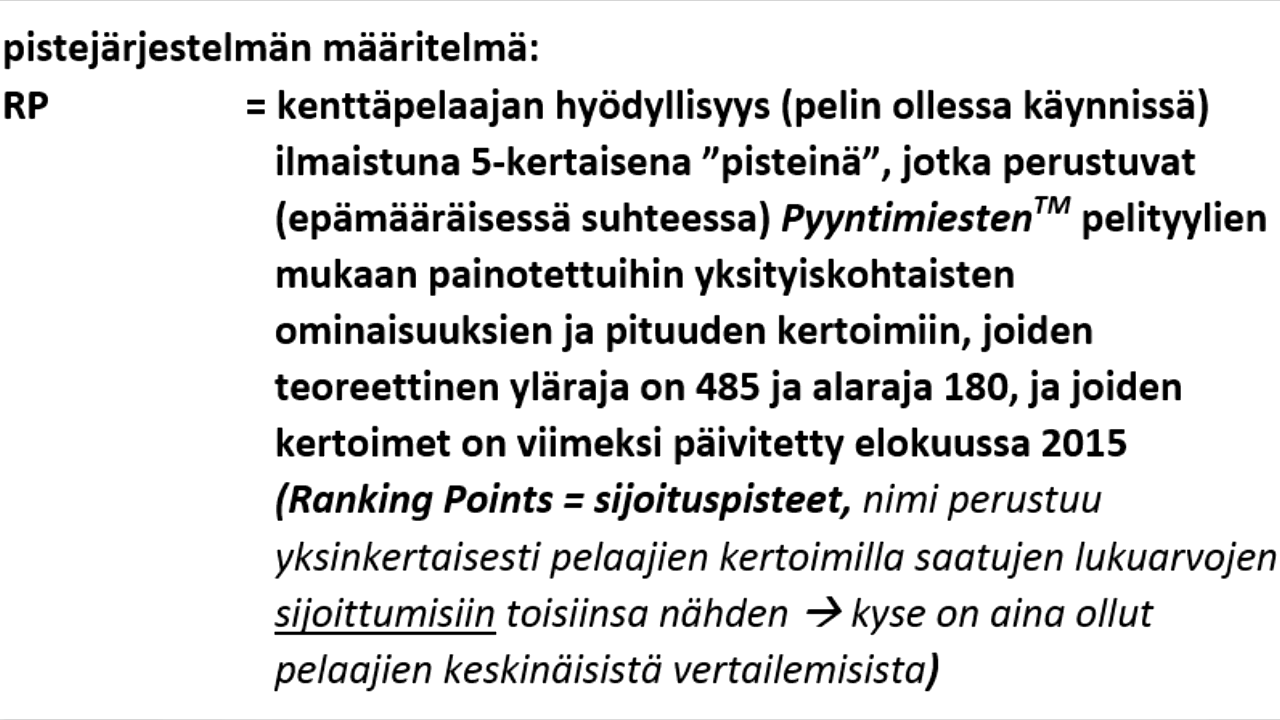 pistejärjestelmän määritelmä:
RP = kenttäpelaajan hyödyllisyys (pelin ollessa käynnissä)
ilmaistuna 5-kertaisena ”pisteinä”, jotka perustuvat
(epämääräisessä suhteessa) Pyyntimiesten™ pelityylien
mukaan painotettuihin yksityiskohtaisten
ominaisuuksien ja pituuden kertoimiin, joiden
teoreettinen yläraja on 485 ja alaraja 180, ja joiden
kertoimet on viimeksi päivitetty elokuussa 2015
(Ranking Points = sijoituspisteet, nimi perustuu
yksinkertaisesti pelaajien kertoimilla saatujen lukuarvojen
sijoittumisiin toisiinsa nähden → kyse on aina ollut
pelaajien keskinäisistä vertailemisista)